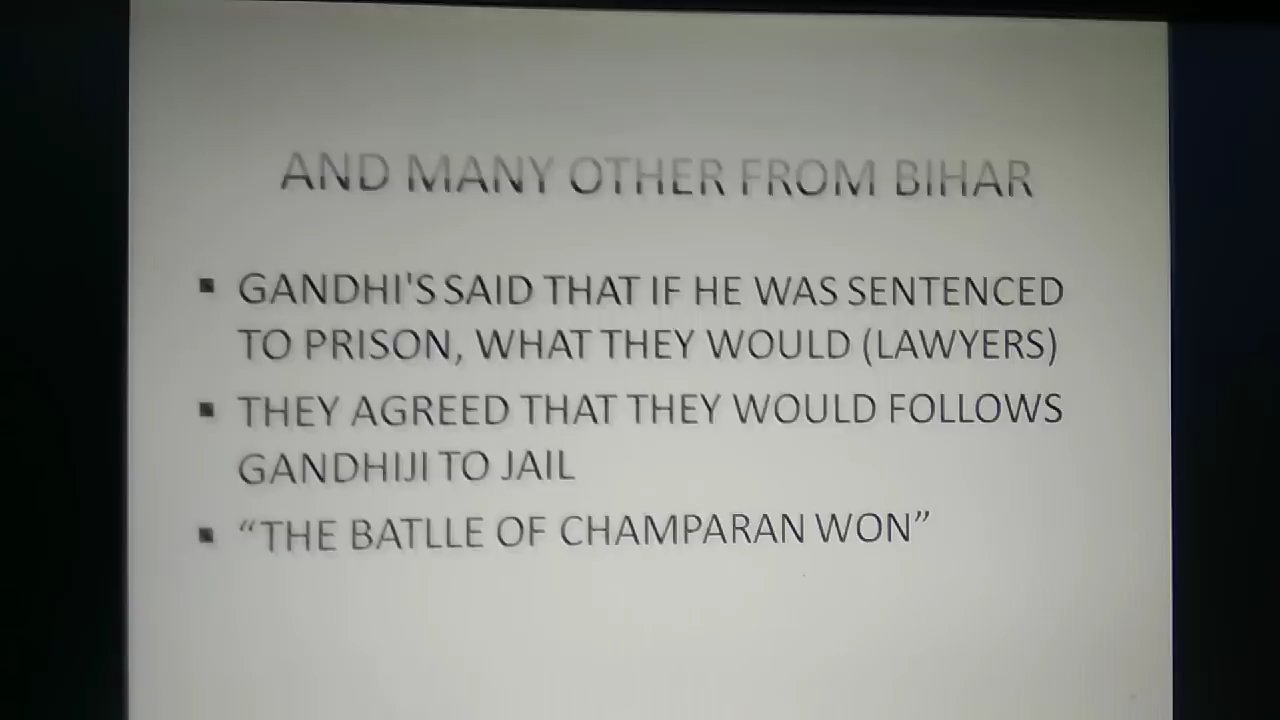 AND MANY OTHER FROM BIHAR
▪ GANDHI'S SAID THAT IF HE WAS SENTENCED
TO PRISON, WHAT THEY WOULD (LAWYERS)
▪ THEY AGREED THAT THEY WOULD FOLLOWS
GANDHIJI TO JAIL
▪ “THE BATLLE OF CHAMPARAN WON”